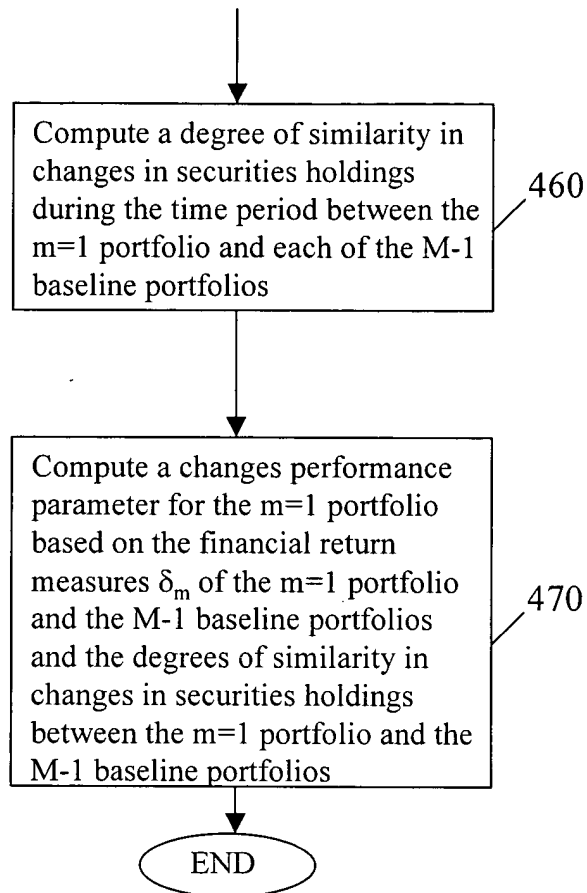 Compute a degree of similarity in
changes in securities holdings
during the time period between the
m=1 portfolio and each of the M-1
baseline portfolios
460
Compute a changes performance
parameter for the m=1 portfolio
based on the financial return
measures δm of the m=1 portfolio
and the M-1 baseline portfolios
and the degrees of similarity in
changes in securities holdings
between the m=1 portfolio and the
M-1 baseline portfolios
470
END